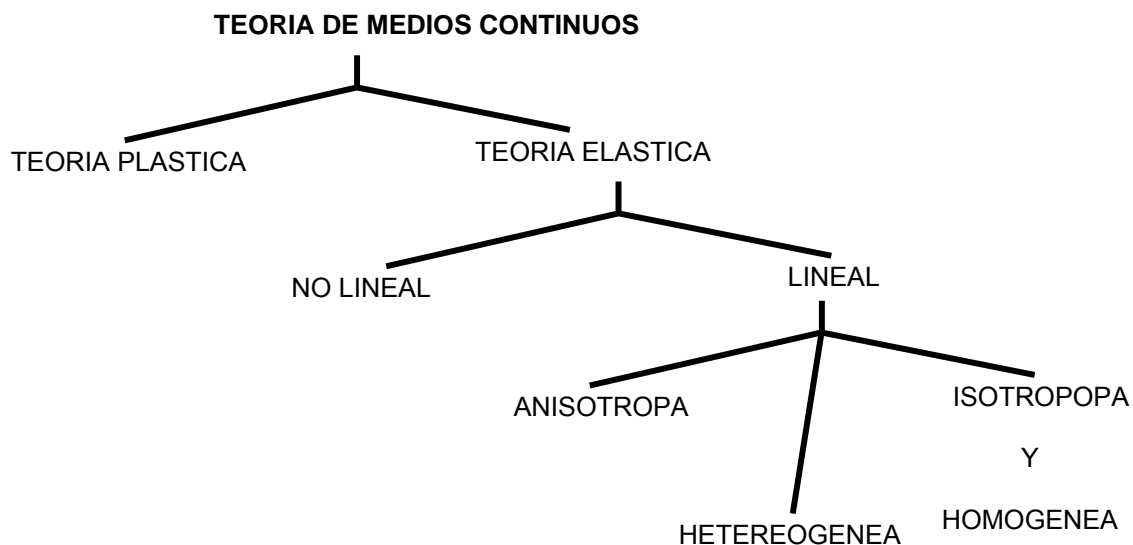 TEORIA DE MEDIOS CONTINUOS
TEORIA PLASTICA
TEORIA ELASTICA
NO LINEAL
LINEAL
ANISOTROPA
HETEREOGENEA
ISOTROPOPA
Y
HOMOGENEA